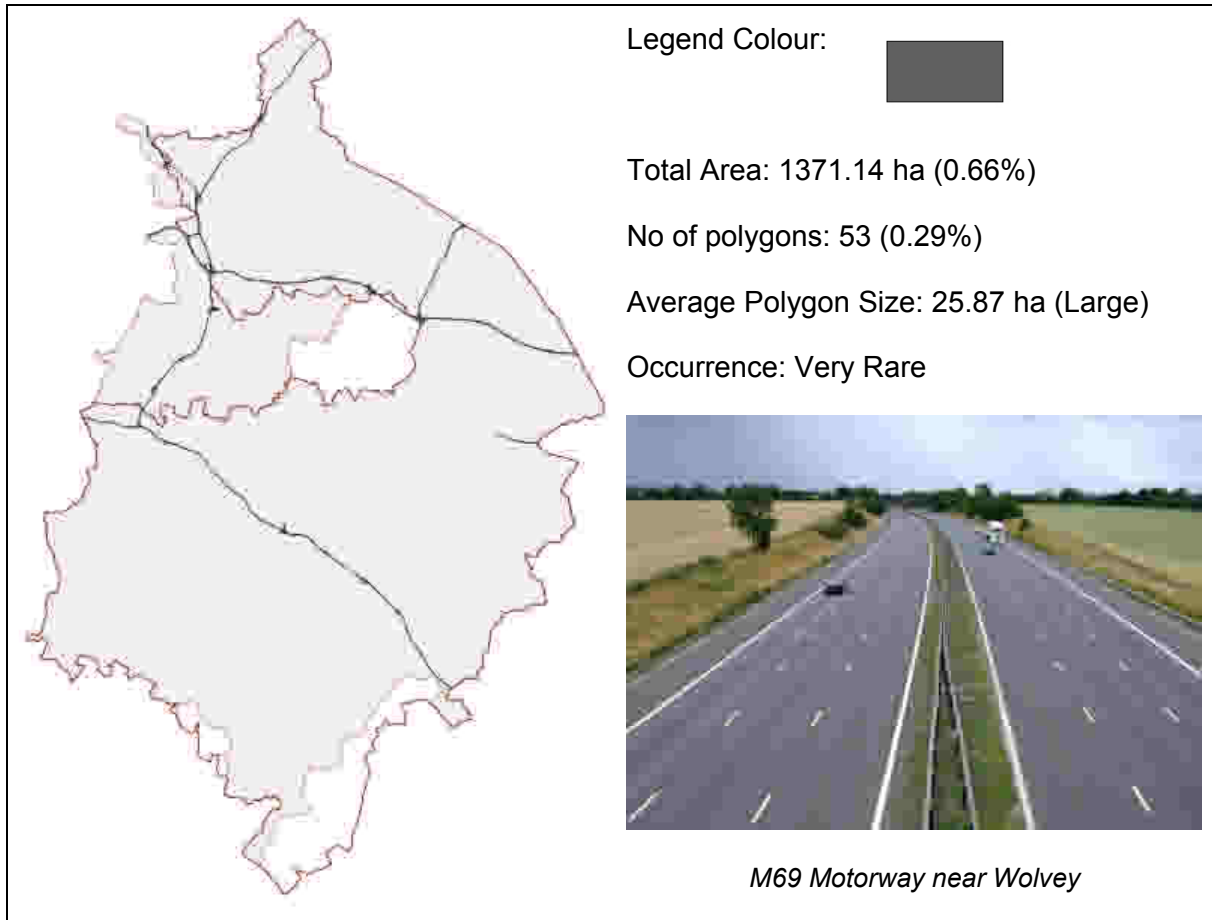 Legend Colour:
Total Area: 1371.14 ha (0.66%)
No of polygons: 53 (0.29%)
Average Polygon Size: 25.87 ha (Large)
Occurrence: Very Rare
M69 Motorway near Wolvey